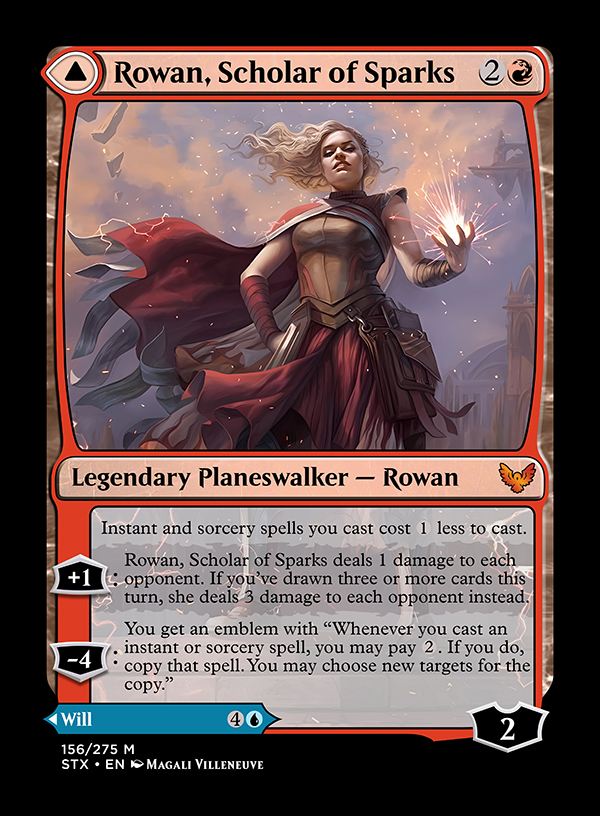 Rowan, Scholar of Sparks 2
Legendary Planeswalker — Rowan
Instant and sorcery spells you cast cost 1 less to cast.
+1 : Rowan, Scholar of Sparks deals 1 damage to each
opponent. If you’ve drawn three or more cards this
turn, she deals 3 damage to each opponent instead.
−4 : You get an emblem with “Whenever you cast an
instant or sorcery spell, you may pay 2 . If you do,
copy that spell. You may choose new targets for the
copy.”
Will 4
2
156/275 M
STX • EN Magali Villeneuve